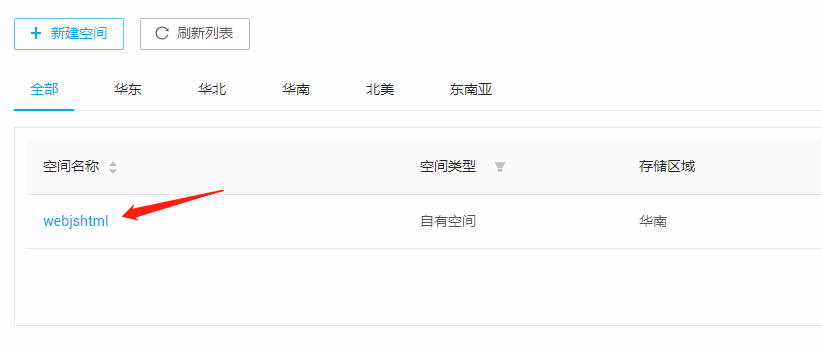 新建空间 刷新列表
全部 华东 华北 华南 北美 东南亚
空间名称 空间类型 存储区域
webjshtml 自有空间 华南